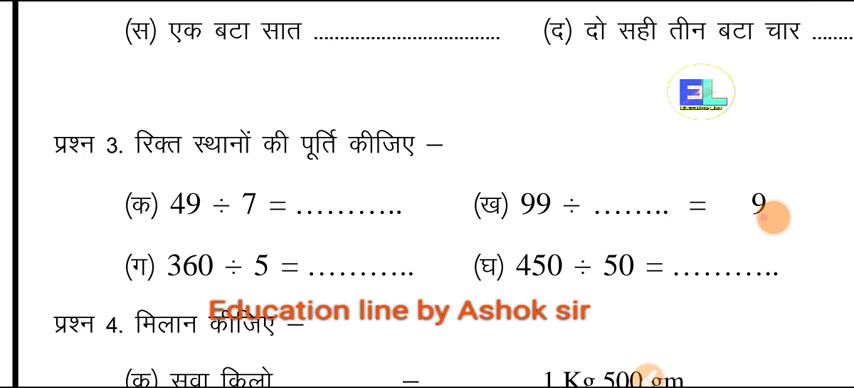 (स) एक बटा सात .................................... (द) दो सही तीन बटा चार ........
EL
प्रश्न 3. रिक्त स्थानों की पूर्ति कीजिए –
(क) 49 ÷ 7 = ........... (ख) 99 ÷ ........ = 9
(ग) 360 ÷ 5 = ........... (घ) 450 ÷ 50 = ...........
Education line by Ashok sir
प्रश्न 4. मिलान कीजिए –
(क) सवा किलो – 1 Kg 500 gm